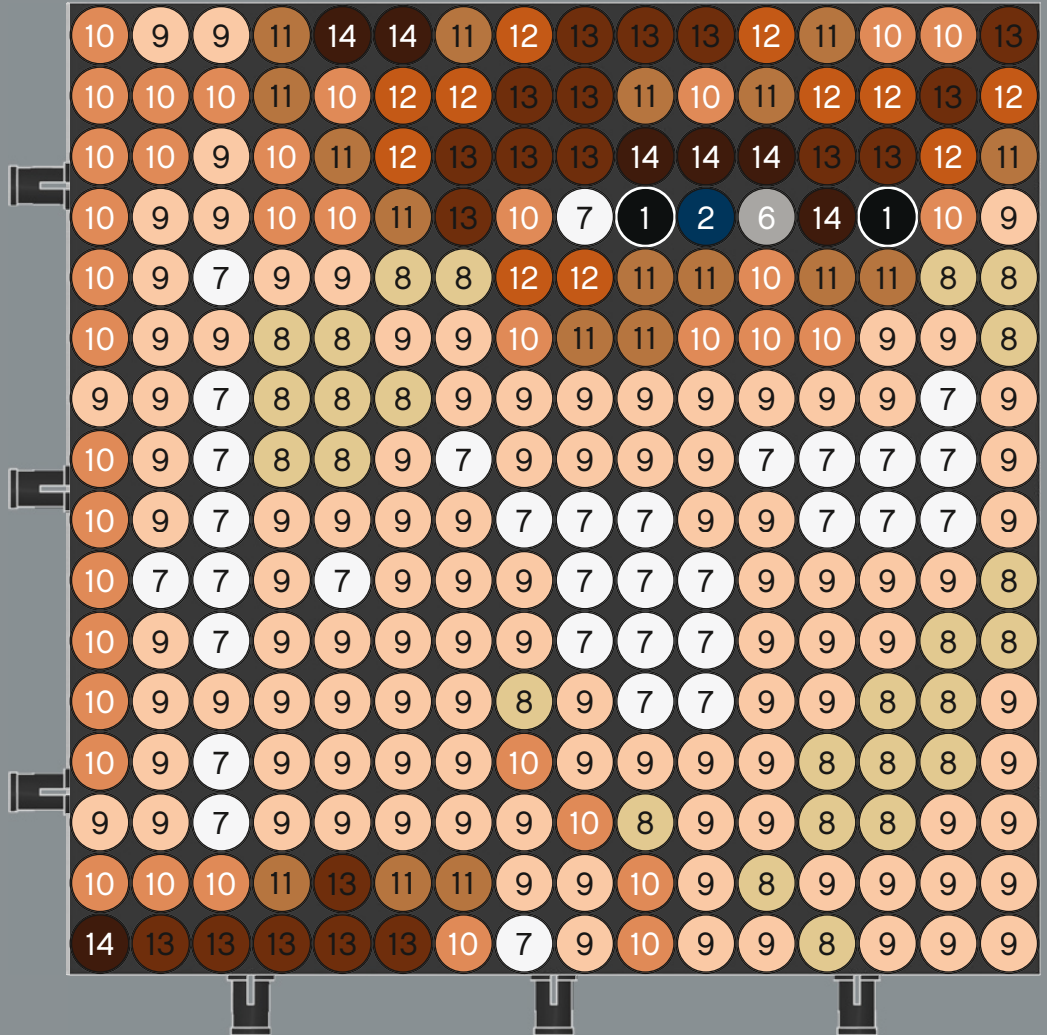 10 9 9 11 14 14 11 12 13 13 13 12 11 10 10 13
10 10 10 11 10 12 12 13 13 11 10 11 12 12 13 12
10 10 9 10 11 12 13 13 13 14 14 14 13 13 12 11
10 9 9 10 10 11 13 10 7 1 2 6 14 1 10 9
10 9 7 9 9 8 8 12 12 11 11 10 11 11 8 8
10 9 9 8 8 9 9 10 11 11 10 10 10 9 9 8
9 9 7 8 8 8 9 9 9 9 9 9 9 9 7 9
10 9 7 8 8 9 7 9 9 9 9 7 7 7 7 9
10 9 7 9 9 9 9 7 7 7 9 9 7 7 7 9
10 7 7 9 7 9 9 9 7 7 7 9 9 9 9 8
10 9 7 9 9 9 9 9 7 7 7 9 9 9 8 8
10 9 9 9 9 9 9 8 9 7 7 9 9 8 8 9
10 9 7 9 9 9 9 10 9 9 9 9 8 8 8 9
9 9 7 9 9 9 9 9 10 8 9 9 8 8 9 9
10 10 10 11 13 11 11 9 9 10 9 8 9 9 9 9
14 13 13 13 13 13 10 7 9 10 9 9 8 9 9 9